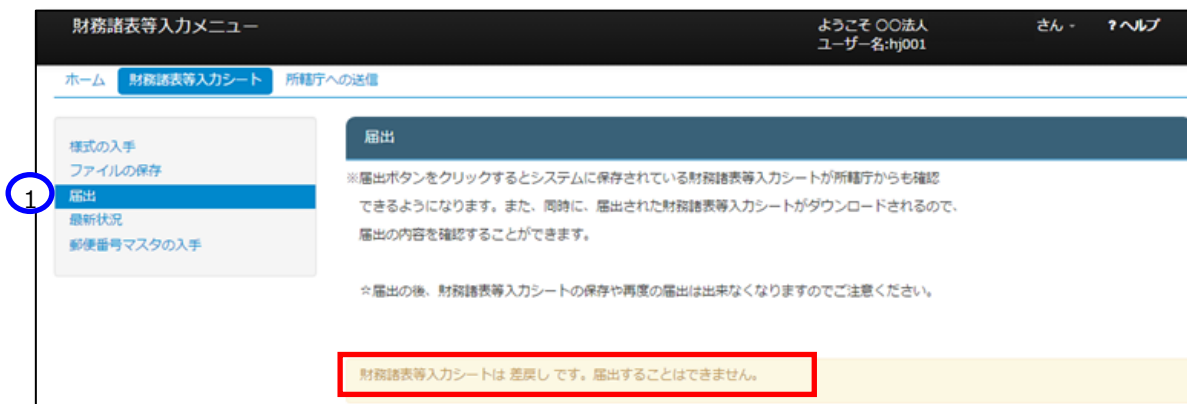 財務諸表等入力メニュー
ようこそ 〇〇法人 さん
?ヘルプ
ユーザー名:hj001
ホーム 財務諸表等入力シート 所轄庁への送信
様式の入手
ファイルの保存
1
届出
最新状況
郵便番号マスタの入手
届出
※届出ボタンをクリックするとシステムに保存されている財務諸表等入力シートが所轄庁からも確認
できるようになります。また、同時に、届出された財務諸表等入力シートがダウンロードされるので、
届出の内容を確認することができます。
☆届出の後、財務諸表等入力シートの保存や再度の届出は出来なくなりますのでご注意ください。
財務諸表等入力シートは 差戻し です。届出することはできません。